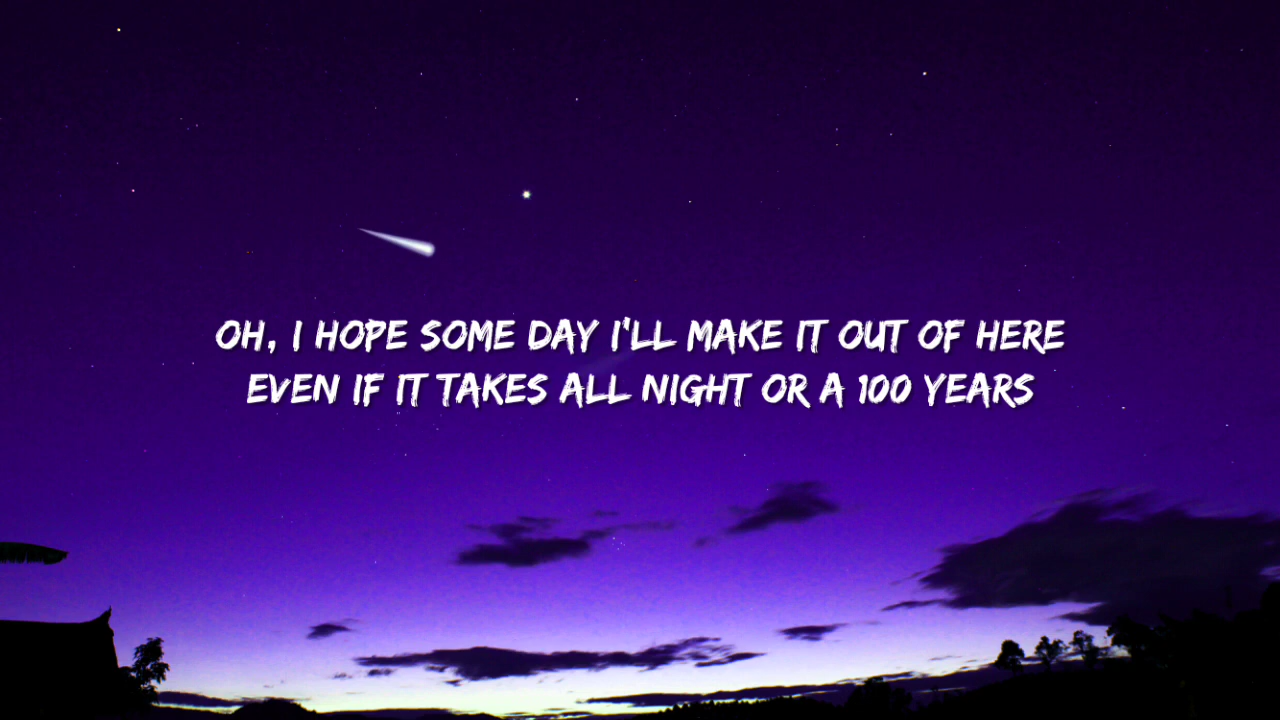 OH, I HOPE SOME DAY I'LL MAKE IT OUT OF HERE
EVEN IF IT TAKES ALL NIGHT OR A 100 YEARS